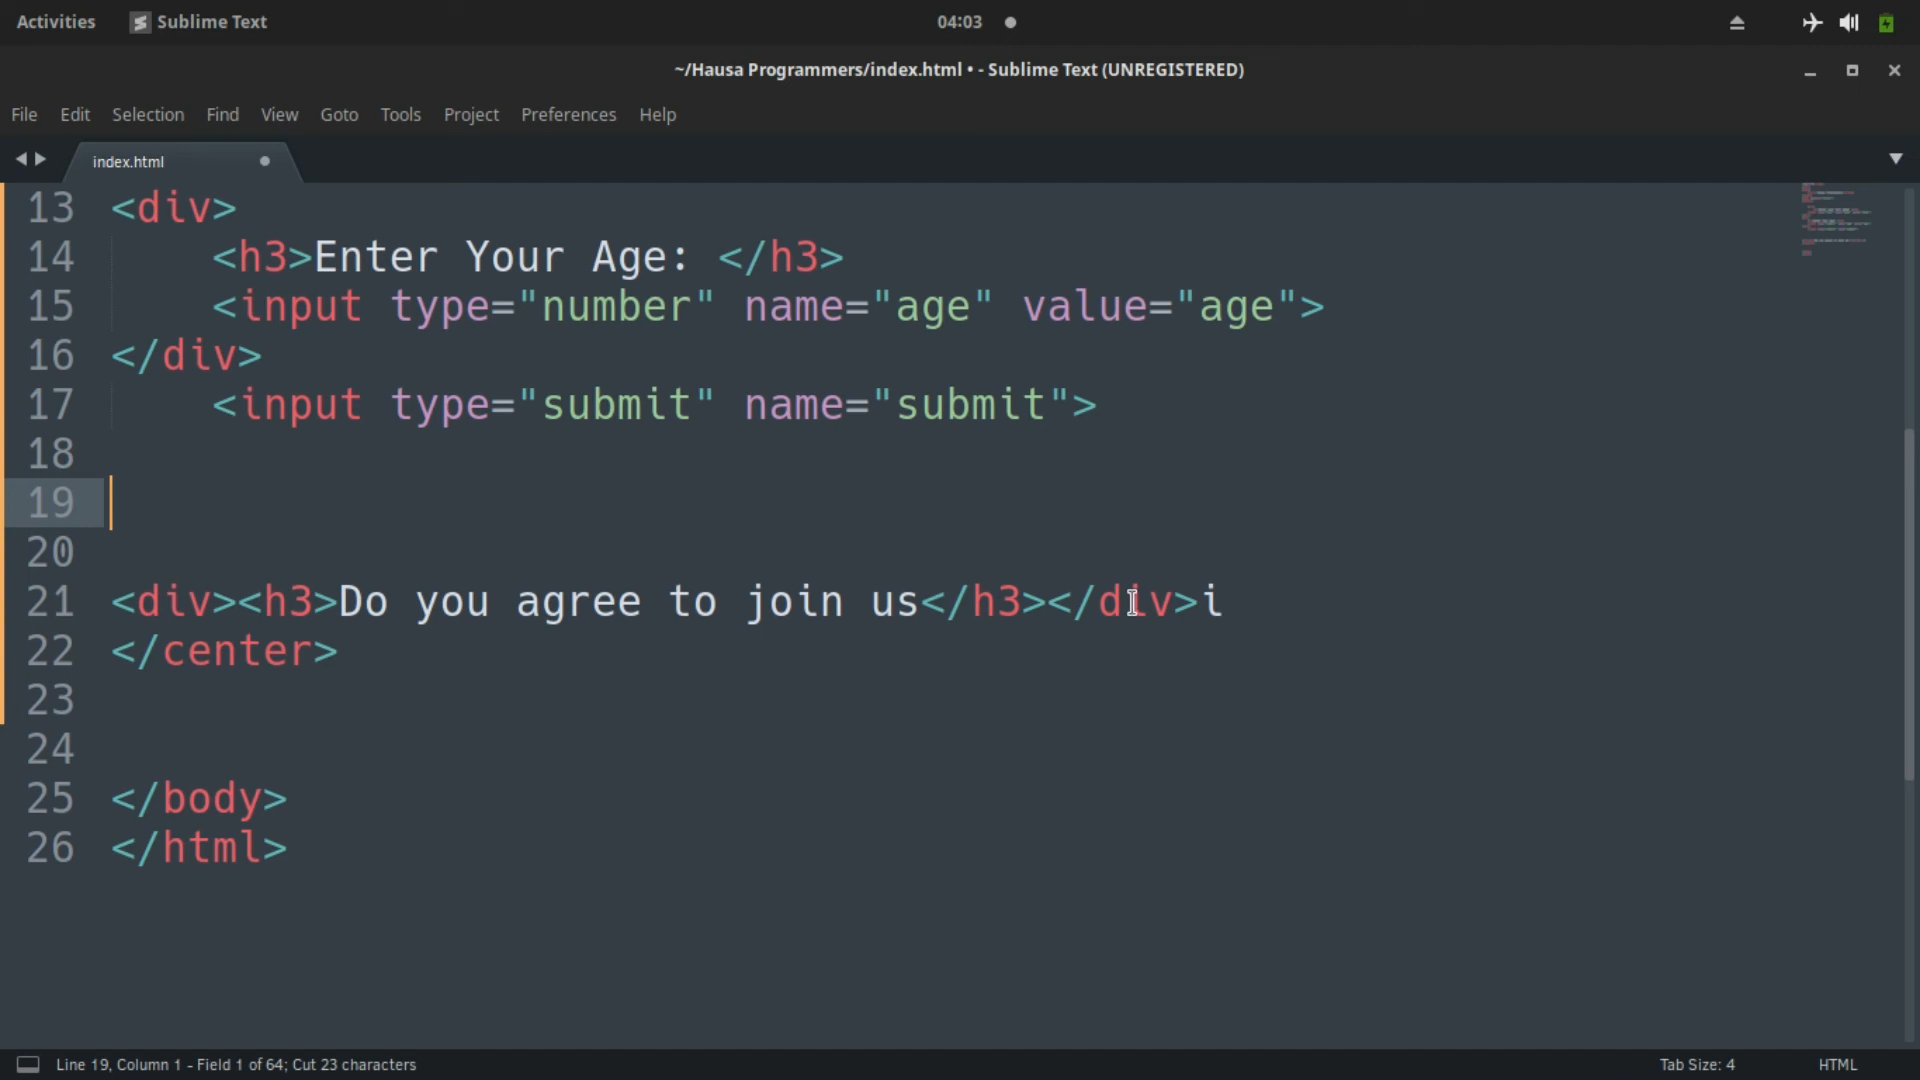 Activities Sublime Text 04:03
~/Hausa Programmers/index.html • - Sublime Text (UNREGISTERED)
File Edit Selection Find View Goto Tools Project Preferences Help
index.html
13 <div>
14 <h3>Enter Your Age: </h3>
15 <input type="number" name="age" value="age">
16 </div>
17 <input type="submit" name="submit">
18
19
20
21 <div><h3>Do you agree to join us</h3></div>i
22 </center>
23
24
25 </body>
26 </html>
Line 19, Column 1 - Field 1 of 64; Cut 23 characters Tab Size: 4 HTML